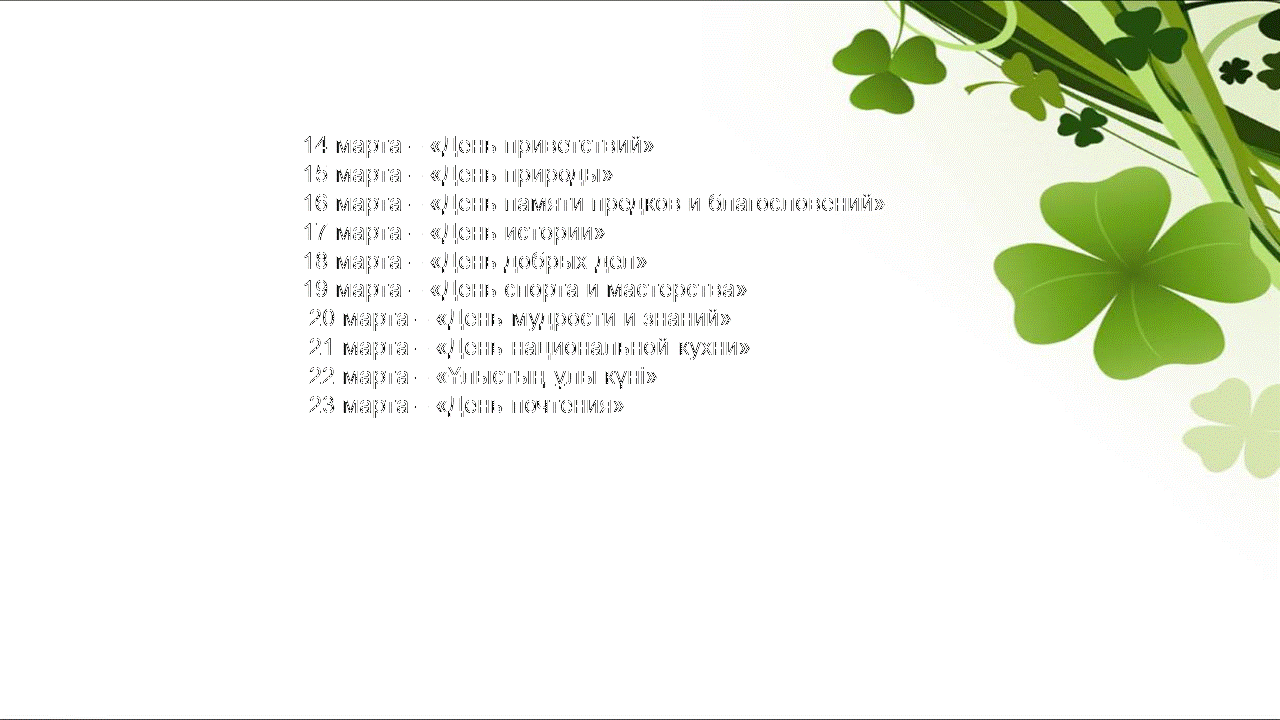 14 марта – «День приветствий»
15 марта – «День природы»
16 марта – «День памяти предков и благословений»
17 марта – «День истории»
18 марта – «День добрых дел»
19 марта – «День спорта и мастерства»
20 марта – «День мудрости и знаний»
21 марта – «День национальной кухни»
22 марта – «Ұлыстың ұлы күні»
23 марта – «День почтения»